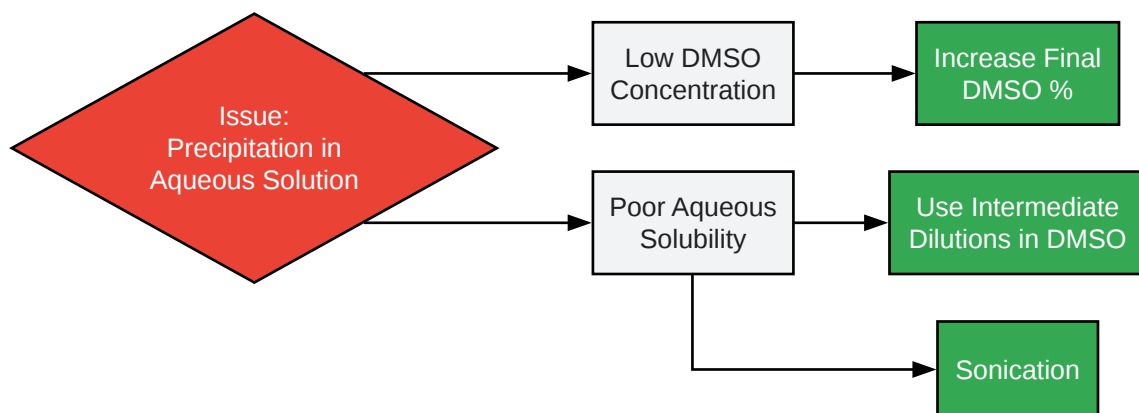 Issue:
Precipitation in
Aqueous Solution
Low DMSO
Concentration
Increase Final
DMSO %
Poor Aqueous
Solubility
Use Intermediate
Dilutions in DMSO
Sonication